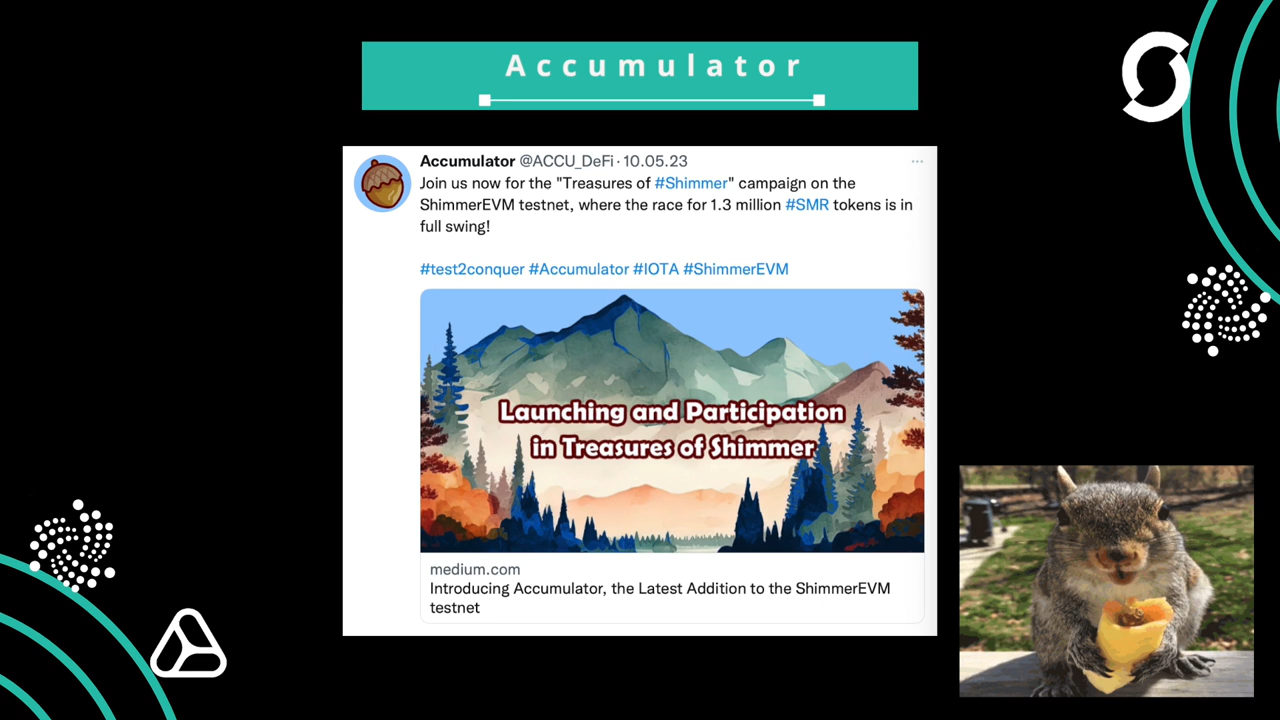 Accumulator
Accumulator @ACCU_DeFi · 10.05.23
Join us now for the "Treasures of #Shimmer" campaign on the
ShimmerEVM testnet, where the race for 1.3 million #SMR tokens is in
full swing!
#test2conquer #Accumulator #IOTA #ShimmerEVM
Launching and Participation
in Treasures of Shimmer
medium.com
Introducing Accumulator, the Latest Addition to the ShimmerEVM
testnet